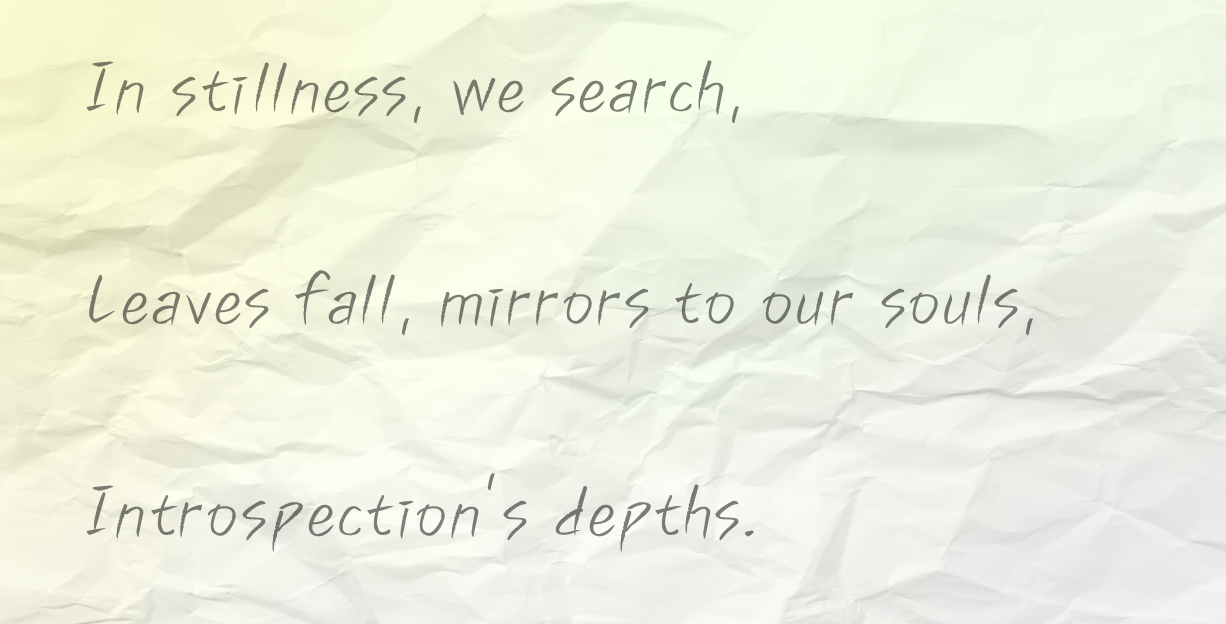 In stillness, we search,
Leaves fall, mirrors to our souls,
Introspection's depths.